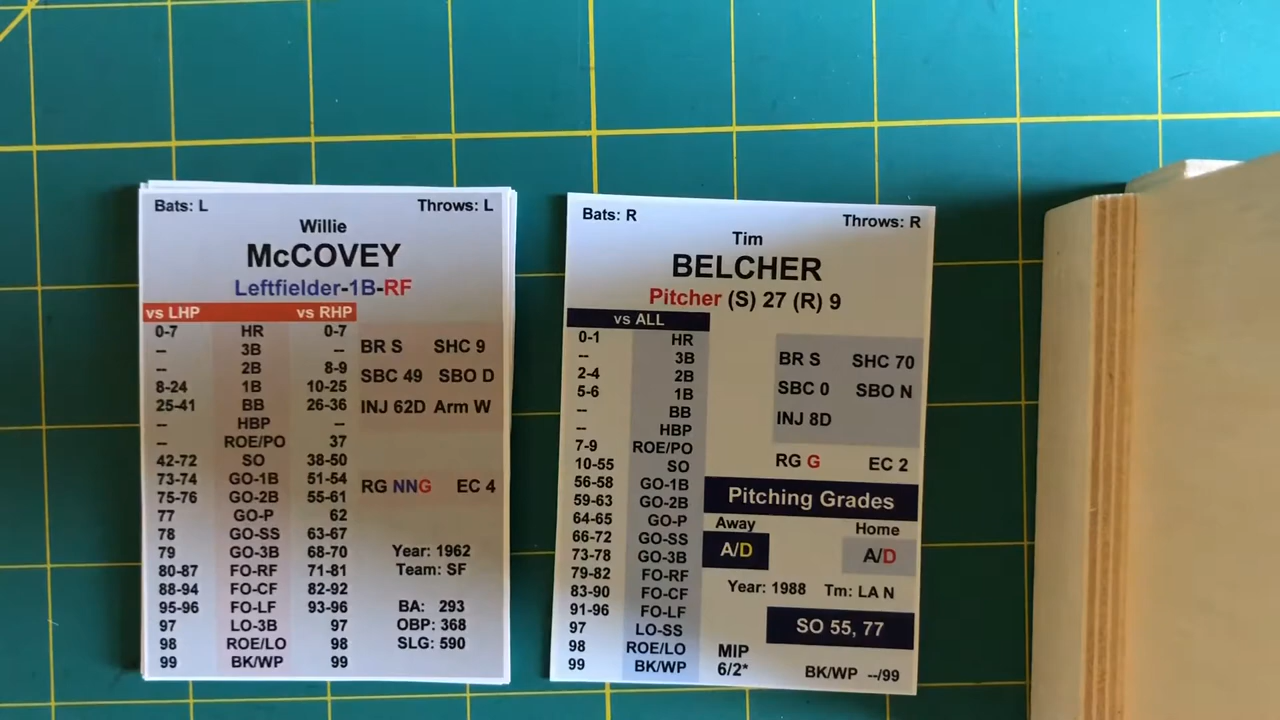 Bats: L Throws: L
Willie
McCOVEY
Leftfielder-1B-RF
vs LHP vs RHP
0-7 HR 0-7
-- 3B --
-- 2B 8-9
8-24 1B 10-25
25-41 BB 26-36
-- HBP --
-- ROE/PO 37
42-72 SO 38-50
73-74 GO-1B 51-54
75-76 GO-2B 55-61
77 GO-P 62
78 GO-SS 63-67
79 GO-3B 68-70
80-87 FO-RF 71-81
88-94 FO-CF 82-92
95-96 FO-LF 93-96
97 LO-3B 97
98 ROE/LO 98
99 BK/WP 99
BR S SHC 9
SBC 49 SBO D
INJ 62D Arm W
RG NNG EC 4
Year: 1962
Team: SF
BA: 293
OBP: 368
SLG: 590
Bats: R Throws: R
Tim
BELCHER
Pitcher (S) 27 (R) 9
vs ALL
0-1 HR
-- 3B
2-4 2B
5-6 1B
-- BB
-- HBP
7-9 ROE/PO
10-55 SO
56-58 GO-1B
59-63 GO-2B
64-65 GO-P
66-72 GO-SS
73-78 GO-3B
79-82 FO-RF
83-90 FO-CF
91-96 FO-LF
97 LO-SS
98 ROE/LO
99 BK/WP
BR S SHC 70
SBC 0 SBO N
INJ 8D
RG G EC 2
Pitching Grades
Away Home
A/D A/D
Year: 1988 Tm: LA N
SO 55, 77
MIP
6/2* BK/WP --/99